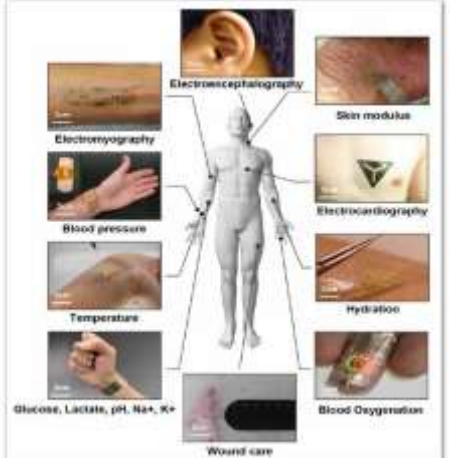 Electroencephalography
Skin modulus
Electromyography
Electrocardiography
Blood pressure
Hydration
Temperature
Glucose, Lactate, pH, Na+, K+
Blood Oxygenation
Wound care